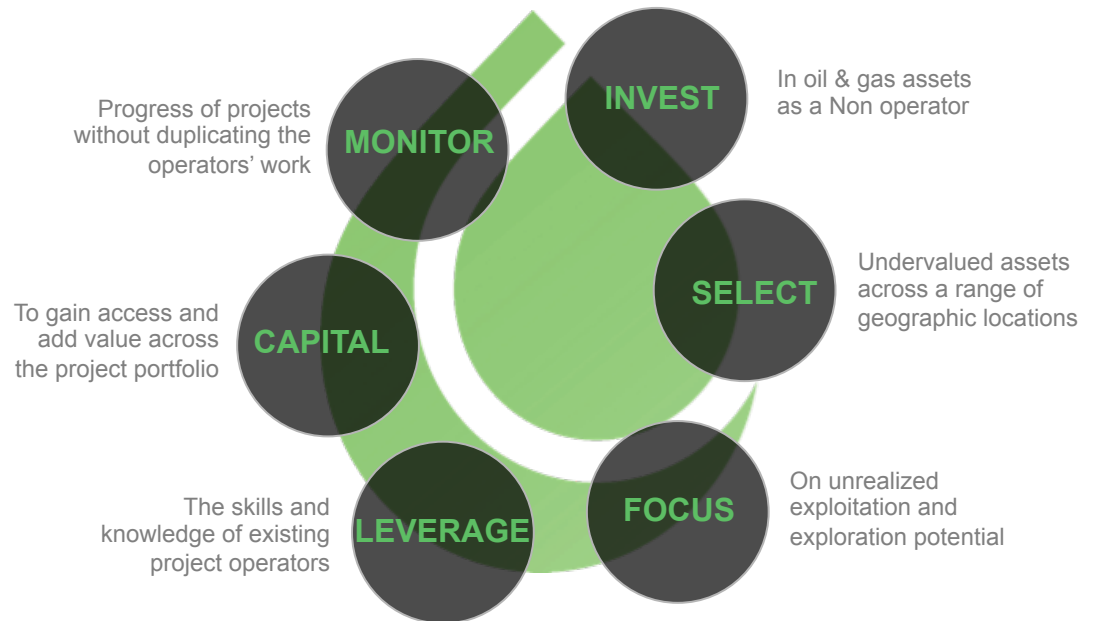 INVEST
In oil & gas assets
as a Non operator
SELECT
Undervalued assets
across a range of
geographic locations
FOCUS
On unrealized
exploitation and
exploration potential
LEVERAGE
The skills and
knowledge of existing
project operators
CAPITAL
To gain access and
add value across
the project portfolio
MONITOR
Progress of projects
without duplicating the
operators’ work